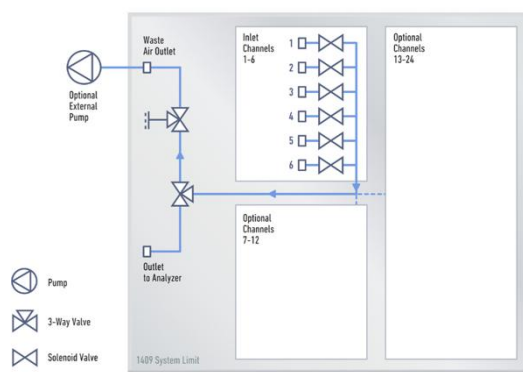 Waste
Air Outlet
Optional
External
Pump
Inlet
Channels
1-6
1
2
3
4
5
6
Optional
Channels
13-24
Optional
Channels
7-12
Outlet
to Analyzer
Pump
3-Way Valve
Solenoid Valve
1409 System Limit